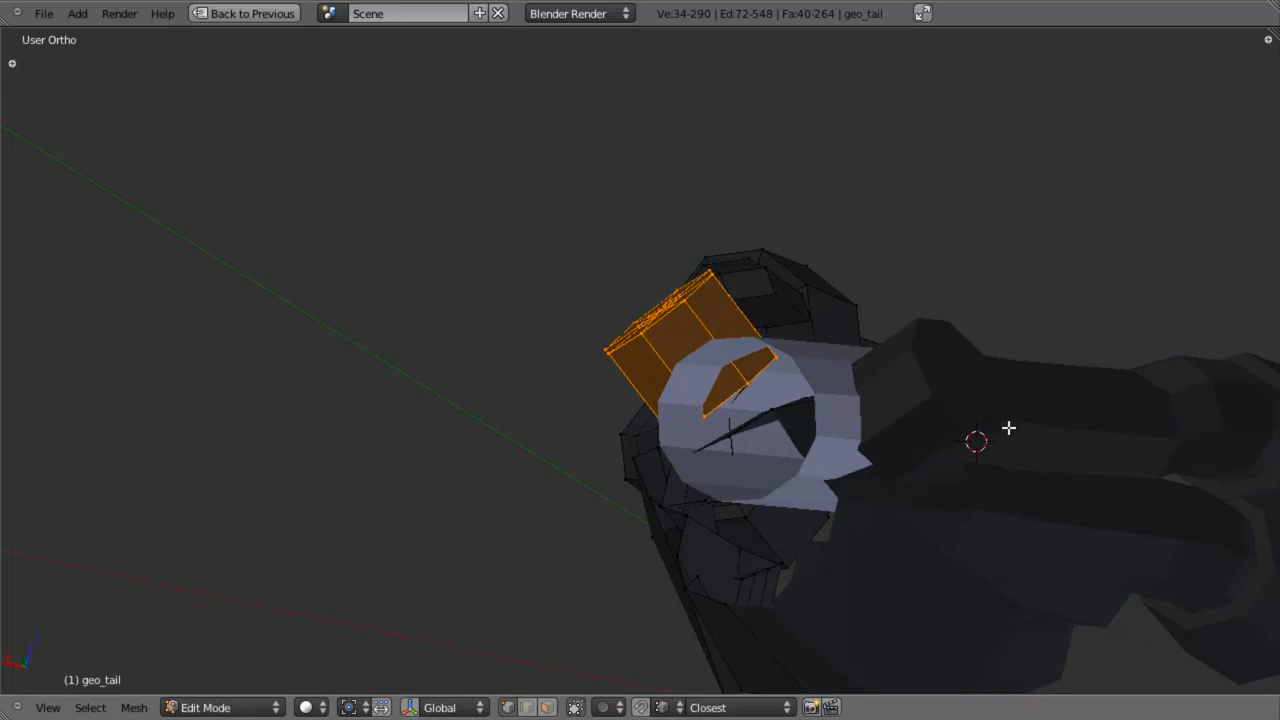 File Add Render Help Back to Previous Scene Blender Render Ve:34-290 | Ed:72-548 | Fa:40-264 | geo_tail
User Ortho
(1) geo_tail
View Select Mesh Edit Mode Global Closest